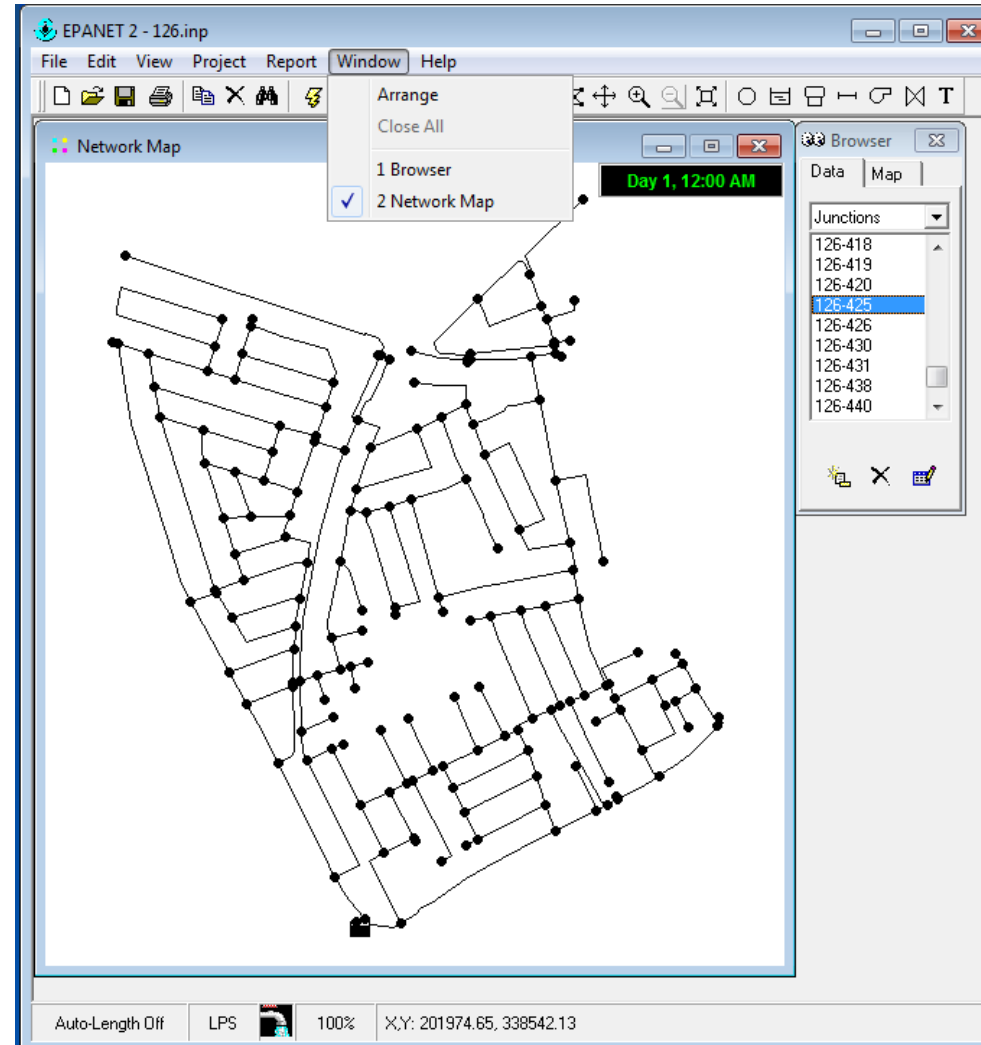 EPANET 2 - 126.inp
File Edit View Project Report Window Help
T
Arrange
Close All
1 Browser
2 Network Map
Network Map
Day 1, 12:00 AM
Browser
Data Map
Junctions
126-418
126-419
126-420
126-425
126-426
126-430
126-431
126-438
126-440
Auto-Length Off LPS 100% X,Y: 201974.65, 338542.13